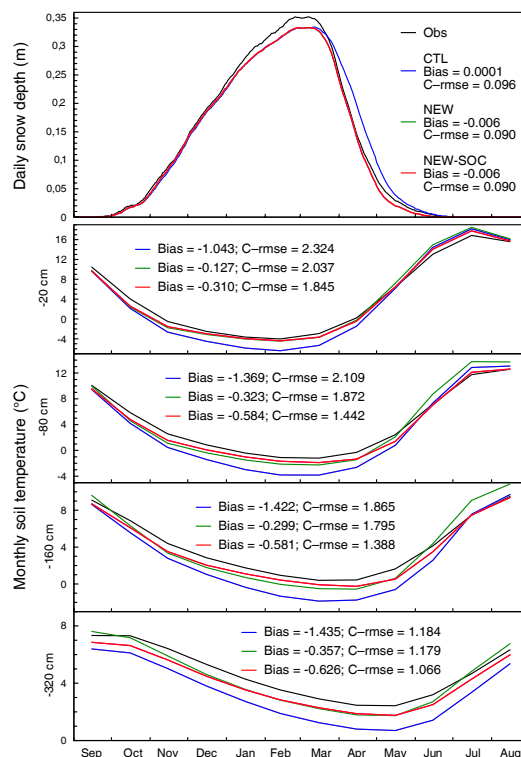 Daily snow depth (m)
0,35
0,3
0,25
0,2
0,15
0,1
0,05
0
Obs
CTL
Bias = 0.0001
C−rmse = 0.096
NEW
Bias = -0.006
C−rmse = 0.090
NEW-SOC
Bias = -0.006
C−rmse = 0.090
Monthly soil temperature (°C)
-20 cm
16
12
8
4
0
-4
Bias = -1.043; C−rmse = 2.324
Bias = -0.127; C−rmse = 2.037
Bias = -0.310; C−rmse = 1.845
-80 cm
12
8
4
0
-4
Bias = -1.369; C−rmse = 2.109
Bias = -0.323; C−rmse = 1.872
Bias = -0.584; C−rmse = 1.442
-160 cm
8
4
0
Bias = -1.422; C−rmse = 1.865
Bias = -0.299; C−rmse = 1.795
Bias = -0.581; C−rmse = 1.388
-320 cm
8
4
0
Bias = -1.435; C−rmse = 1.184
Bias = -0.357; C−rmse = 1.179
Bias = -0.626; C−rmse = 1.066
Sep Oct Nov Dec Jan Feb Mar Apr May Jun Jul Aug